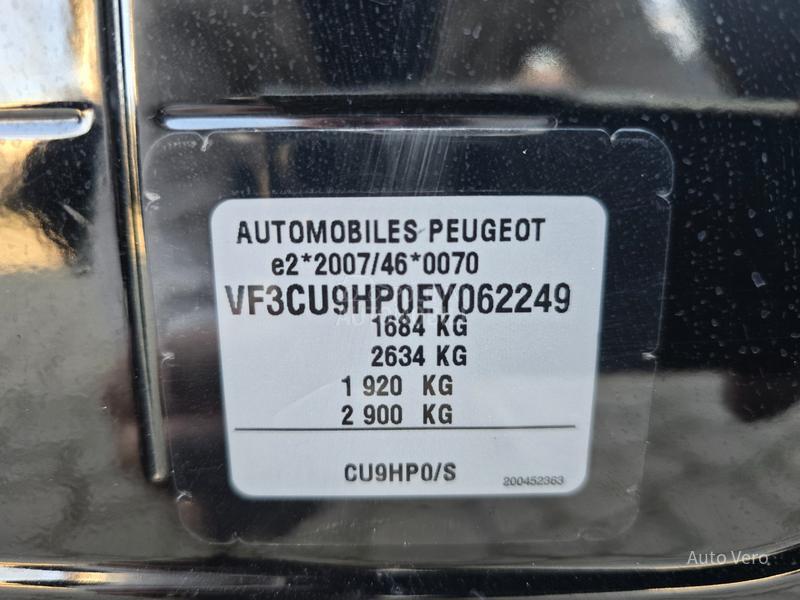 AUTOMOBILES PEUGEOT
e2*2007/46*0070
VF3CU9HP0EY062249
1684 KG
2634 KG
1 920 KG
2 900 KG
CU9HP0/S
200452363
Auto Vero